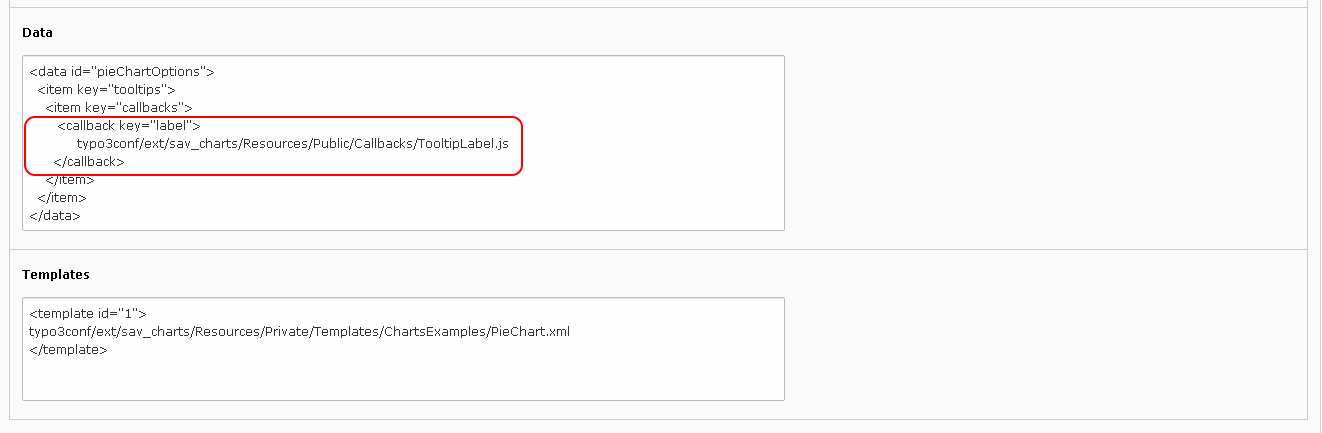 Data
<data id="pieChartOptions">
  <item key="tooltips">
    <item key="callbacks">
      <callback key="label">
            typo3conf/ext/sav_charts/Resources/Public/Callbacks/TooltipLabel.js
      </callback>
    </item>
  </item>
</data>
Templates
<template id="1">
typo3conf/ext/sav_charts/Resources/Private/Templates/ChartsExamples/PieChart.xml
</template>